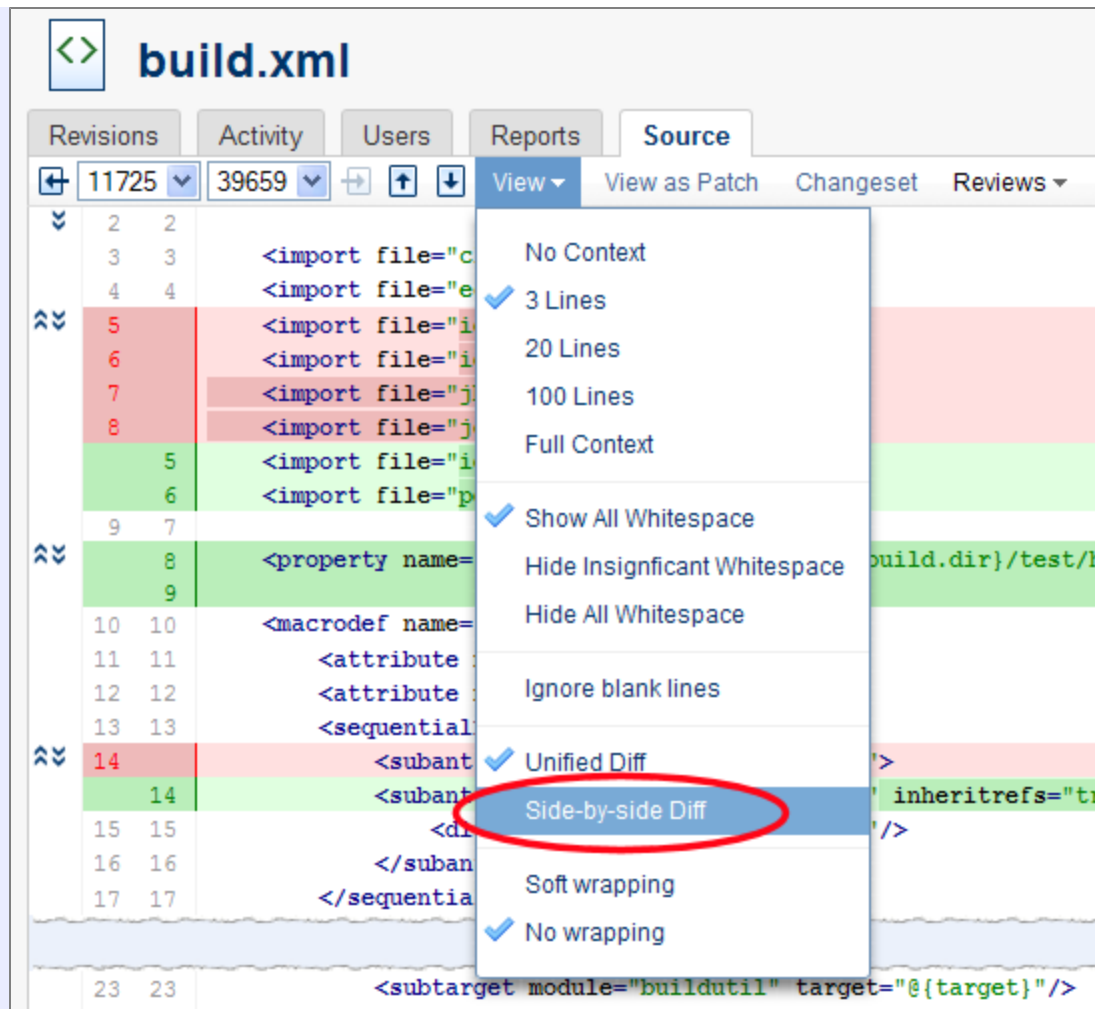 <> build.xml
Revisions Activity Users Reports Source
11725 39659 View View as Patch Changeset Reviews
2 2
3 3 <import file="c
4 4 <import file="e
5 <import file="i
6 <import file="i
7 <import file="j
8 <import file="j
5 <import file="i
6 <import file="p
9 7
8 <property name= build.dir}/test/
9
10 10 <macrodef name=
11 11 <attribute
12 12 <attribute
13 13 <sequential
14 <subant ">
14 <subant " inheritrefs="t
15 15 <di "/>
16 16 </suban
17 17 </sequentia
23 23 <subtarget module="buildutil" target="@{target}"/>
No Context
3 Lines
20 Lines
100 Lines
Full Context
Show All Whitespace
Hide Insignficant Whitespace
Hide All Whitespace
Ignore blank lines
Unified Diff
Side-by-side Diff
Soft wrapping
No wrapping